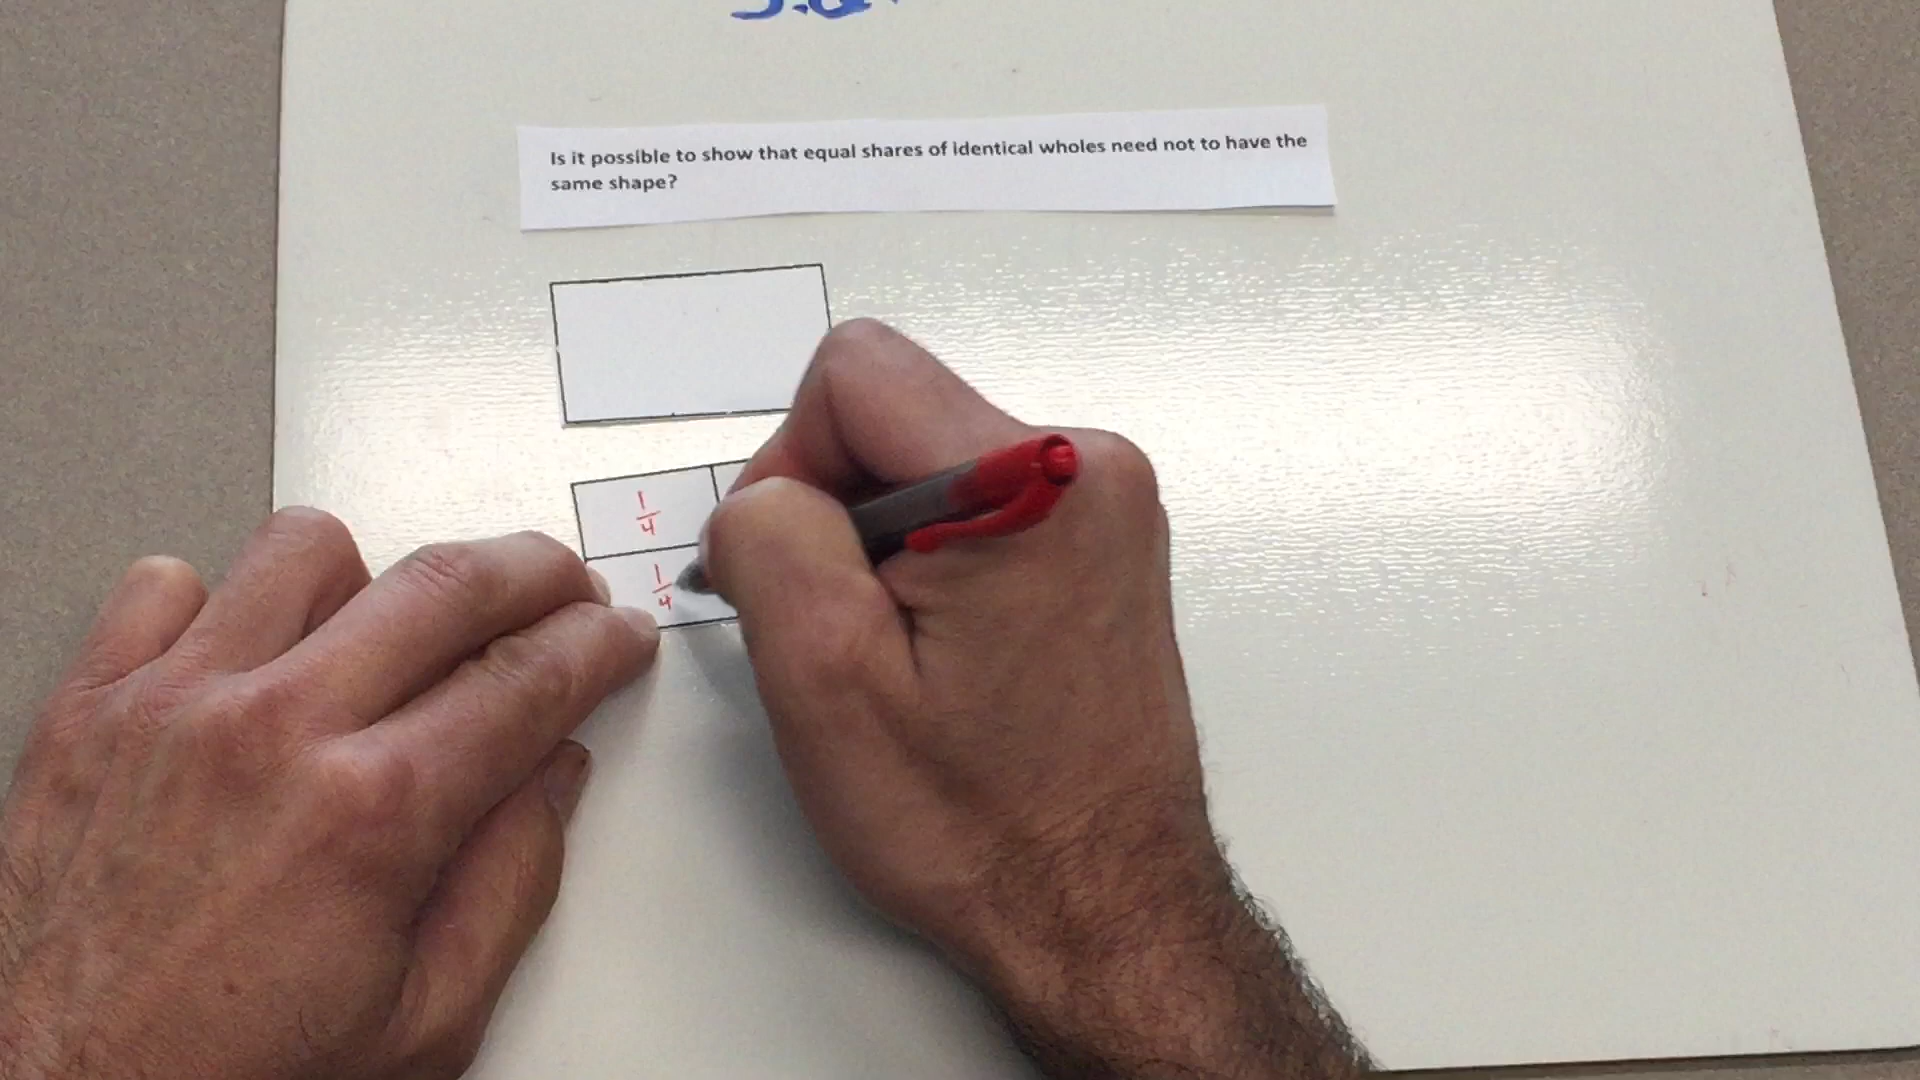 Is it possible to show that equal shares of identical wholes need not to have the
same shape?
1/4
1/4